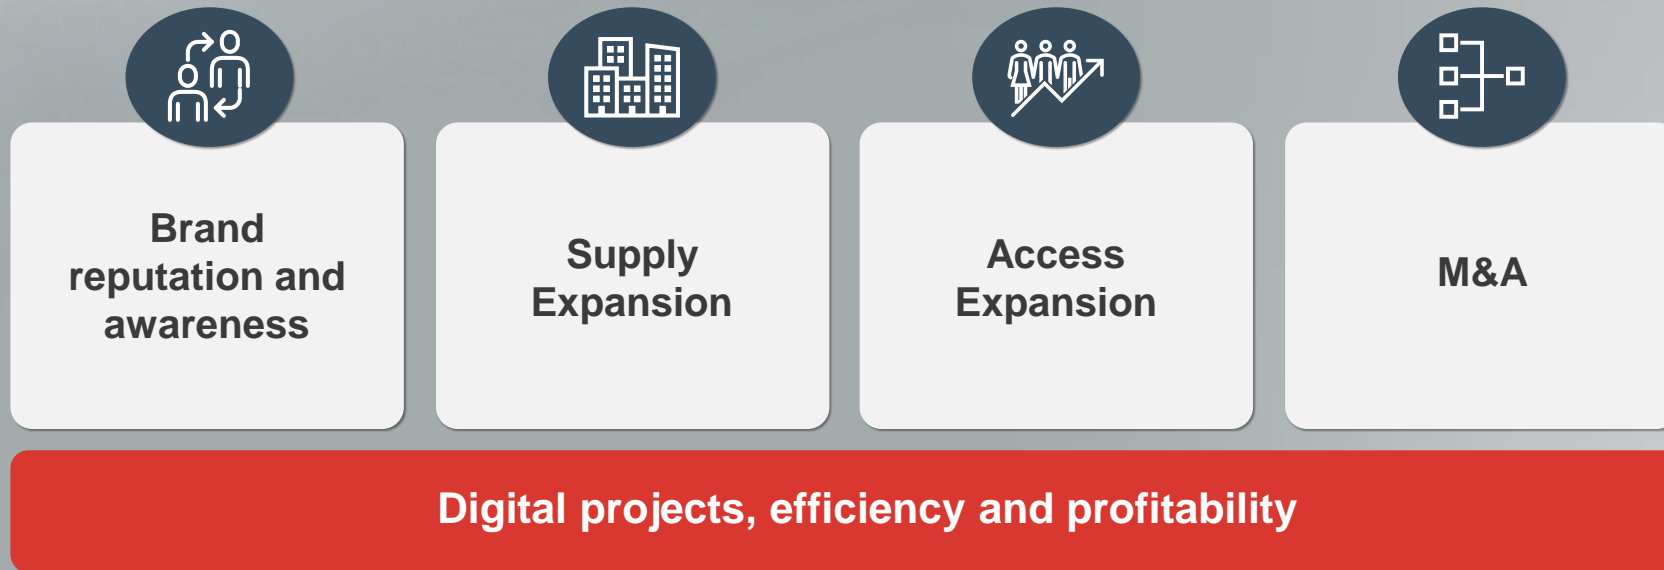 Brand
reputation and
awareness
Supply
Expansion
Access
Expansion
M&A
Digital projects, efficiency and profitability